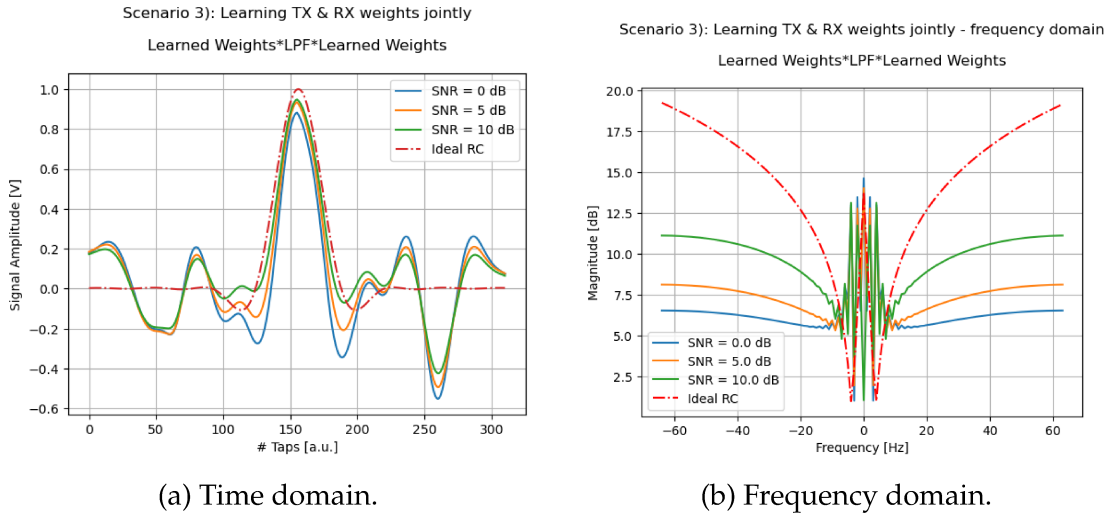 Scenario 3): Learning TX & RX weights jointly
Learned Weights*LPF*Learned Weights
1.0
0.8
0.6
0.4
0.2
0.0
−0.2
−0.4
−0.6
Signal Amplitude [V]
SNR = 0 dB
SNR = 5 dB
SNR = 10 dB
Ideal RC
0
50
100
150
200
250
300
# Taps [a.u.]
(a) Time domain.
Scenario 3): Learning TX & RX weights jointly - frequency domain
Learned Weights*LPF*Learned Weights
20.0
17.5
15.0
12.5
10.0
7.5
5.0
2.5
Magnitude [dB]
SNR = 0.0 dB
SNR = 5.0 dB
SNR = 10.0 dB
Ideal RC
−60
−40
−20
0
20
40
60
Frequency [Hz]
(b) Frequency domain.